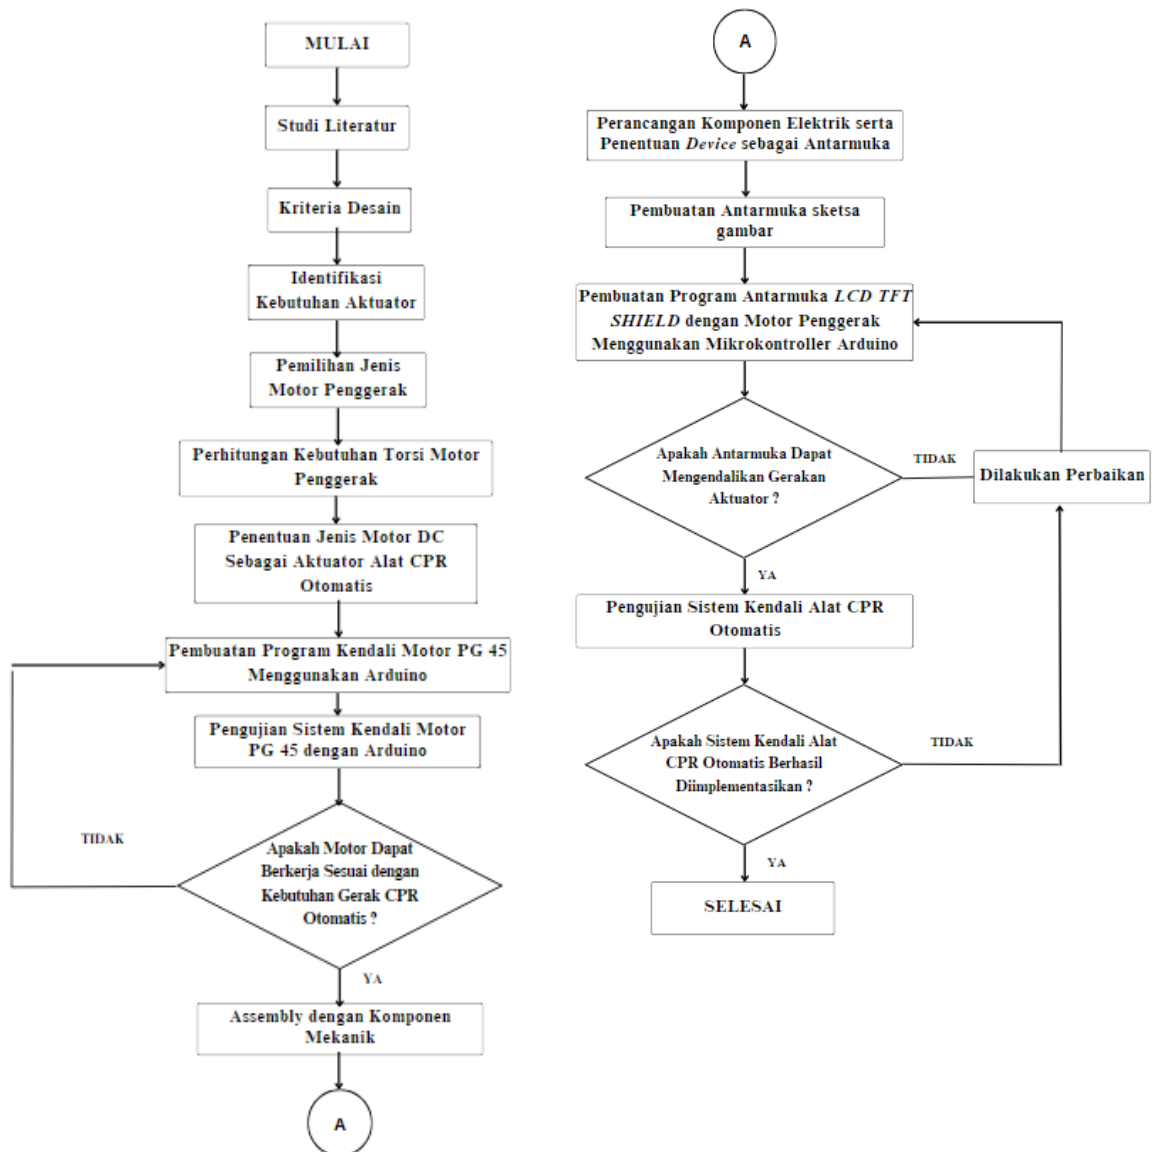 MULAI
Studi Literatur
Kriteria Desain
Identifikasi
Kebutuhan Aktuator
Pemilihan Jenis
Motor Penggerak
Perhitungan Kebutuhan Torsi Motor
Penggerak
Penentuan Jenis Motor DC
Sebagai Aktuator Alat CPR
Otomatis
Pembuatan Program Kendali Motor PG 45
Menggunakan Arduino
Pengujian Sistem Kendali Motor
PG 45 dengan Arduino
TIDAK
Apakah Motor Dapat
Berkerja Sesuai dengan
Kebutuhan Gerak CPR
Otomatis ?
YA
Assembly dengan Komponen
Mekanik
A
A
Perancangan Komponen Elektrik serta
Penentuan Device sebagai Antarmuka
Pembuatan Antarmuka sketsa
gambar
Pembuatan Program Antarmuka LCD TFT
SHIELD dengan Motor Penggerak
Menggunakan Mikrokontroller Arduino
Apakah Antarmuka Dapat
Mengendalikan Gerakan
Aktuator ?
TIDAK
Dilakukan Perbaikan
YA
Pengujian Sistem Kendali Alat CPR
Otomatis
Apakah Sistem Kendali Alat
CPR Otomatis Berhasil
Diimplementasikan ?
TIDAK
YA
SELESAI